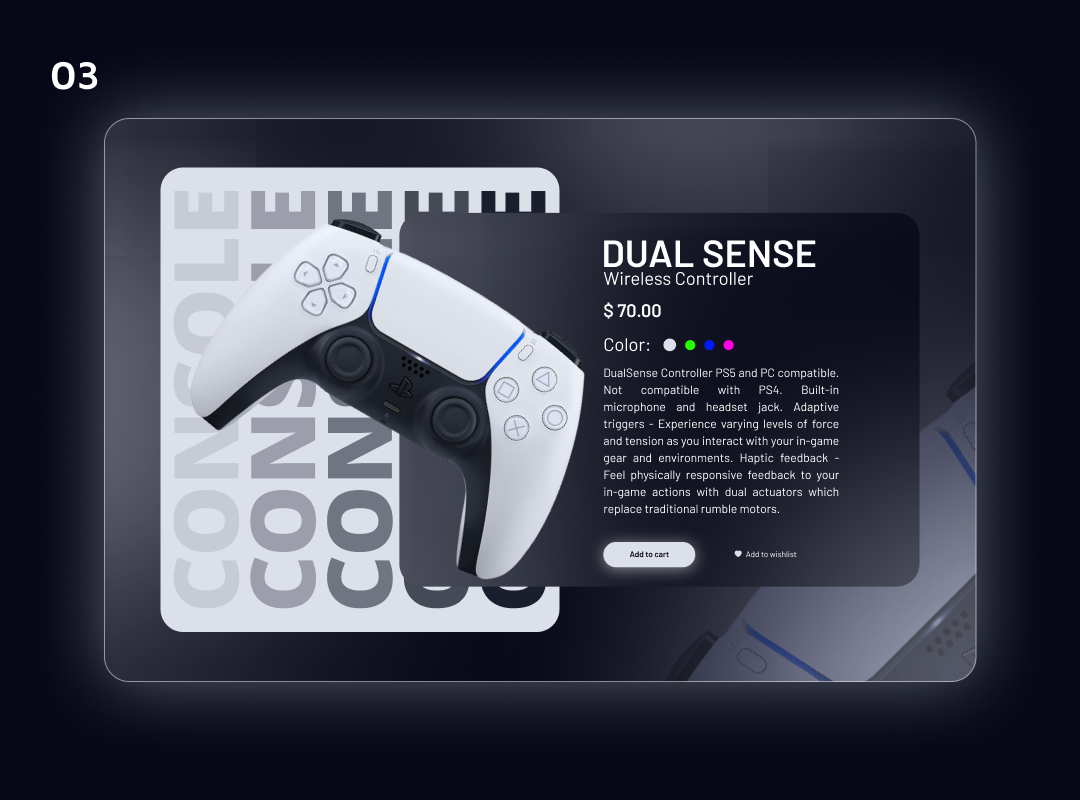 03
CONSOLE
CONSOLE
CONSOLE
CONSOLE
CONSOLE
DUAL SENSE
Wireless Controller
$ 70.00
Color:
DualSense Controller PS5 and PC compatible.
Not compatible with PS4. Built-in
microphone and headset jack. Adaptive
triggers - Experience varying levels of force
and tension as you interact with your in-game
gear and environments. Haptic feedback -
Feel physically responsive feedback to your
in-game actions with dual actuators which
replace traditional rumble motors.
Add to cart
Add to wishlist